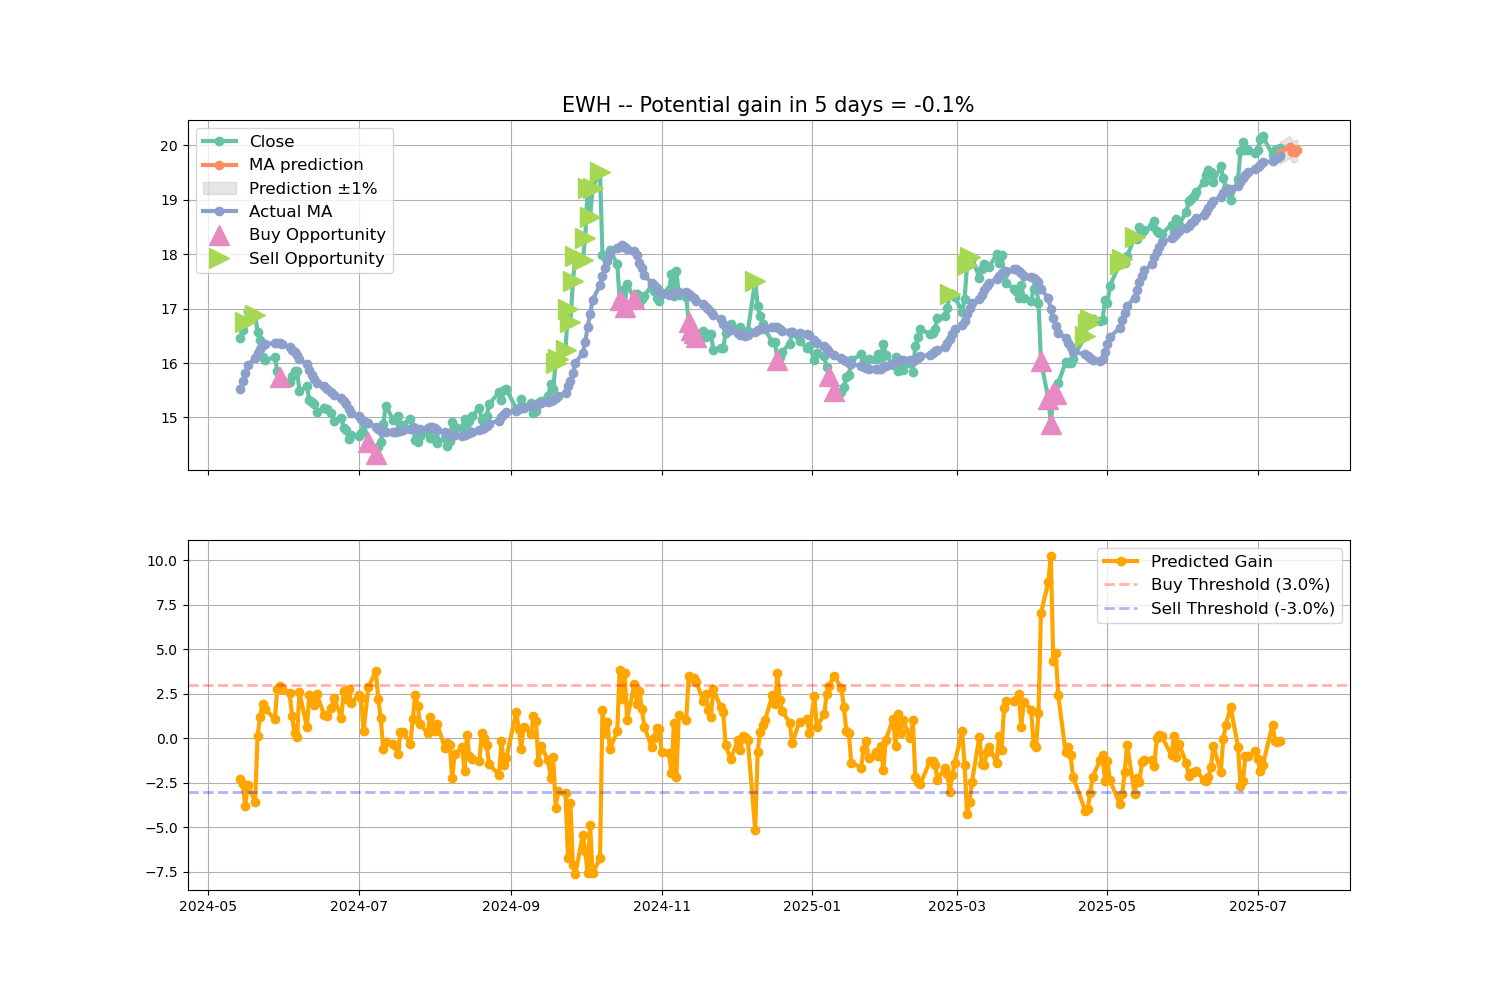 EWH -- Potential gain in 5 days = -0.1%
Close
MA prediction
Prediction ±1%
Actual MA
Buy Opportunity
Sell Opportunity
20
19
18
17
16
15
Predicted Gain
Buy Threshold (3.0%)
Sell Threshold (-3.0%)
10.0
7.5
5.0
2.5
0.0
−2.5
−5.0
−7.5
2024-05 2024-07 2024-09 2024-11 2025-01 2025-03 2025-05 2025-07